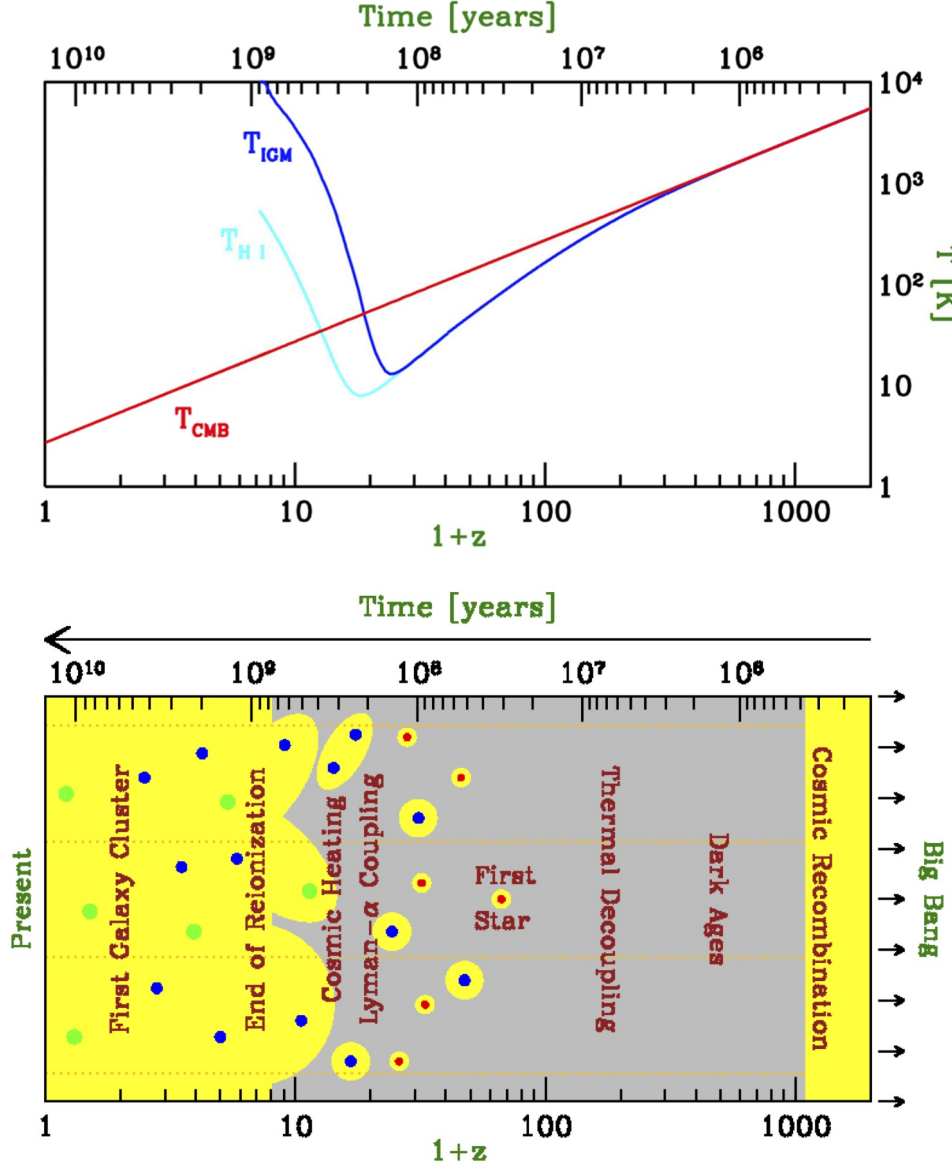 Time [years]
10¹⁰ 10⁹ 10⁸ 10⁷ 10⁶
10⁴
T_IGM
10³
T_H I
T [K]
10²
10
T_CMB
1
1 10 100 1000
1+z
Time [years]
10¹⁰ 10⁹ 10⁸ 10⁷ 10⁶
Present
First Galaxy Cluster
End of Reionization
Cosmic Heating
Lyman-α Coupling
First
Star
Thermal Decoupling
Dark Ages
Cosmic Recombination
Big Bang
1 10 100 1000
1+z